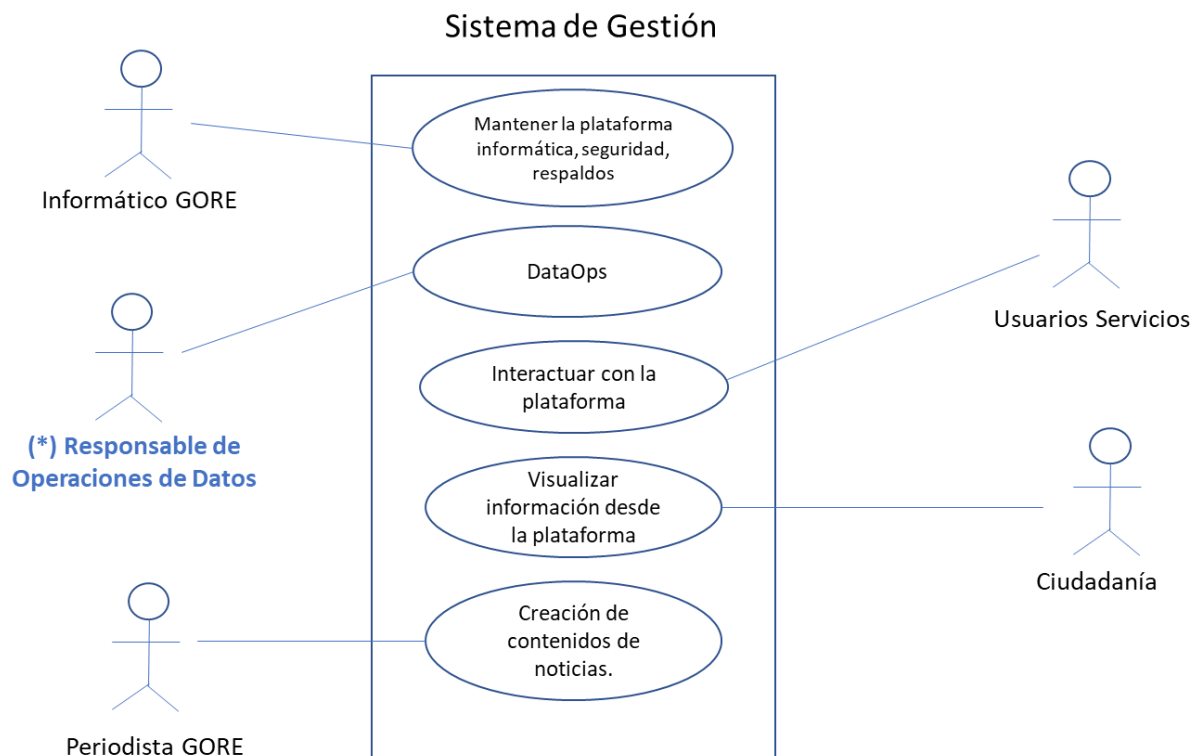 Sistema de Gestión
Mantener la plataforma
informática, seguridad,
respaldos
Informático GORE
DataOps
Usuarios Servicios
Interactuar con la
plataforma
(*) Responsable de
Operaciones de Datos
Visualizar
información desde
la plataforma
Ciudadanía
Creación de
contenidos de
noticias.
Periodista GORE